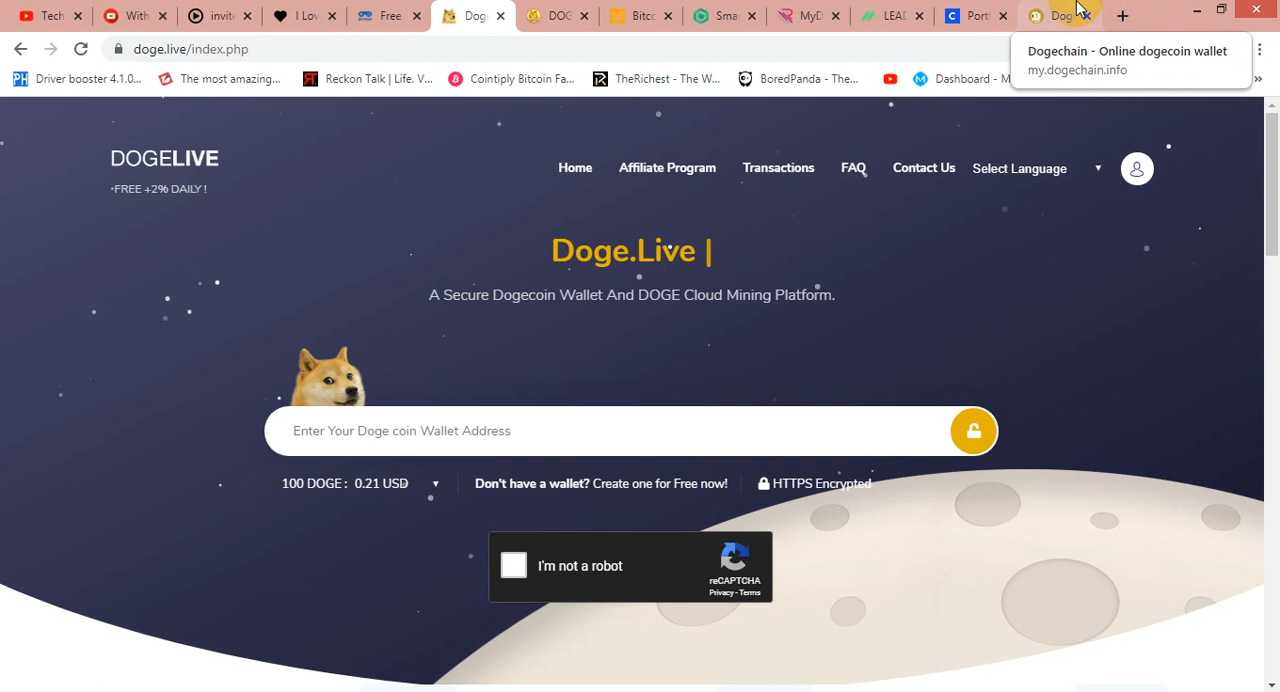 Tech
With
invite
I Lov
Free
Dog
DOG
Bitcc
Sma
MyD
LEAD
Port
Dog
doge.live/index.php
Dogechain - Online dogecoin wallet
my.dogechain.info
Driver booster 4.1.0...
The most amazing...
Revkon Talk | Life. V...
Cointiply Bitcoin Fa...
TheRichest - The W...
BoredPanda - The...
Dashboard - M
DOGELIVE
*FREE +2% DAILY !
Home
Affiliate Program
Transactions
FAQ
Contact Us
Select Language
Doge.Live |
A Secure Dogecoin Wallet And DOGE Cloud Mining Platform.
Enter Your Doge coin Wallet Address
100 DOGE : 0.21 USD
Don't have a wallet? Create one for Free now!
HTTPS Encrypted
I'm not a robot
reCAPTCHA
Privacy - Terms